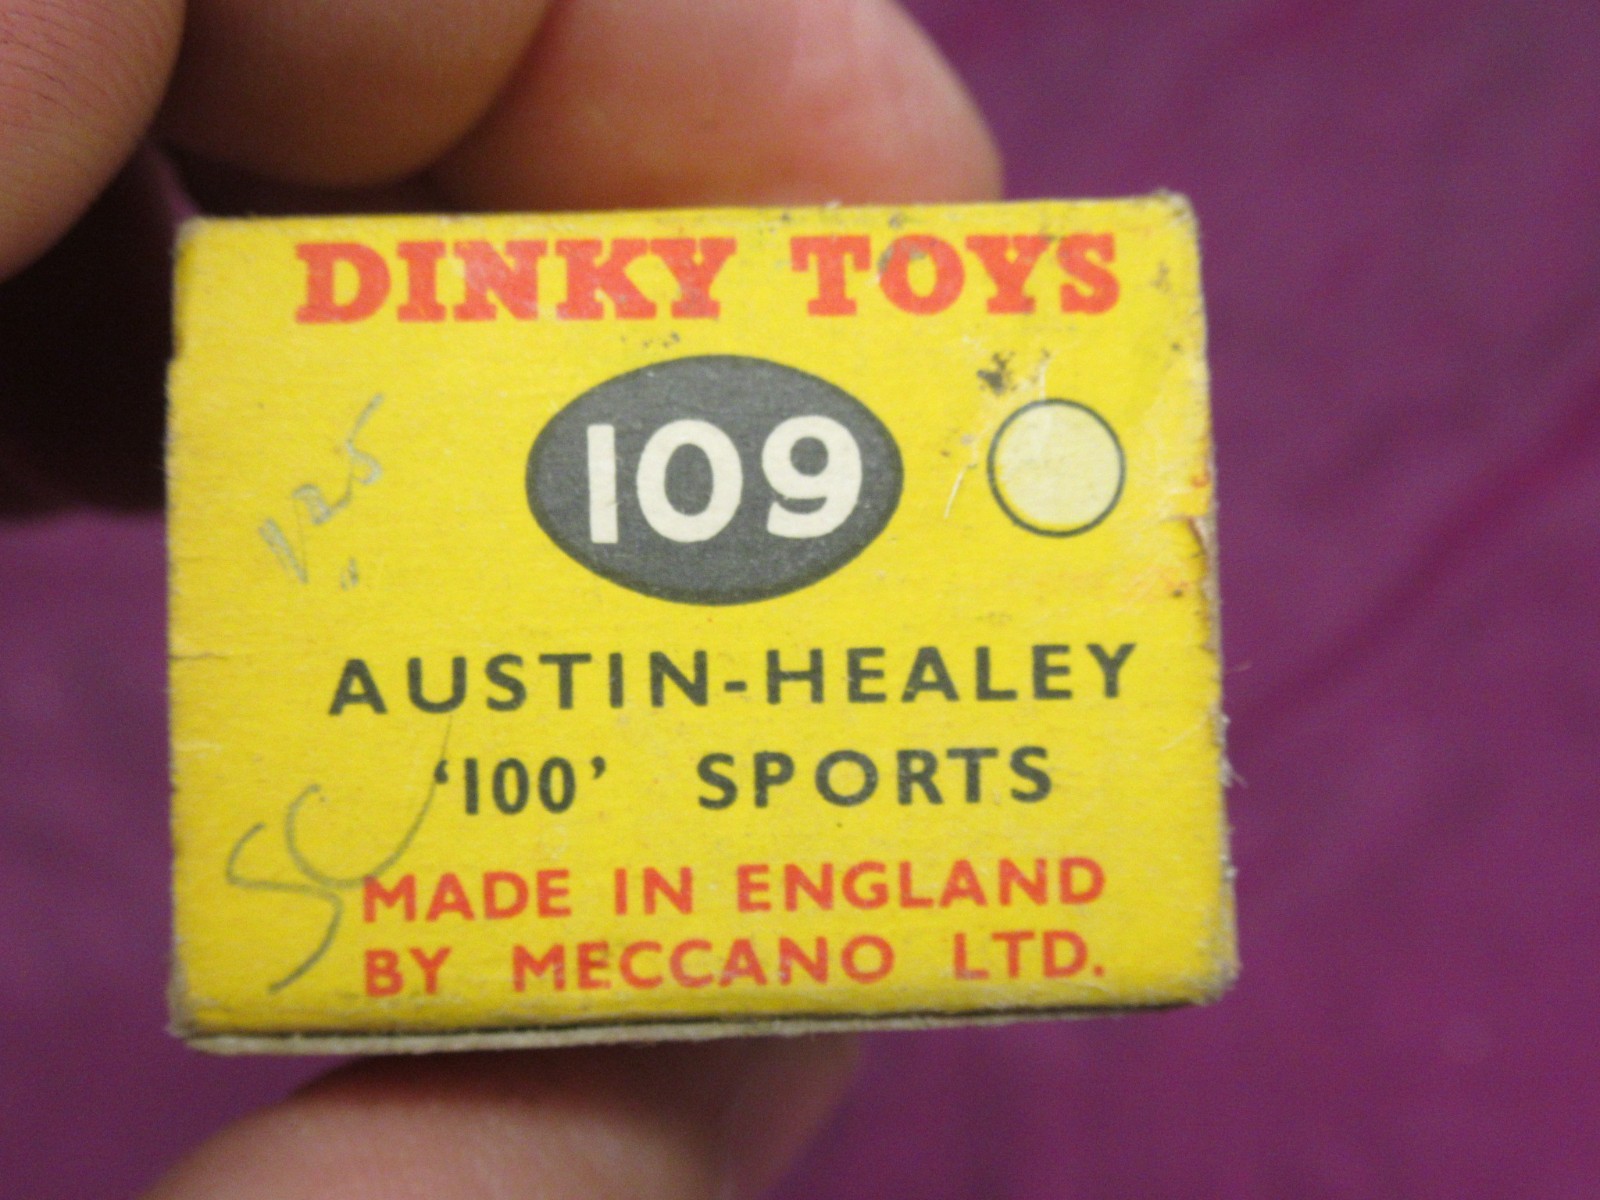 DINKY TOYS
109
AUSTIN-HEALEY
'100' SPORTS
MADE IN ENGLAND
BY MECCANO LTD.